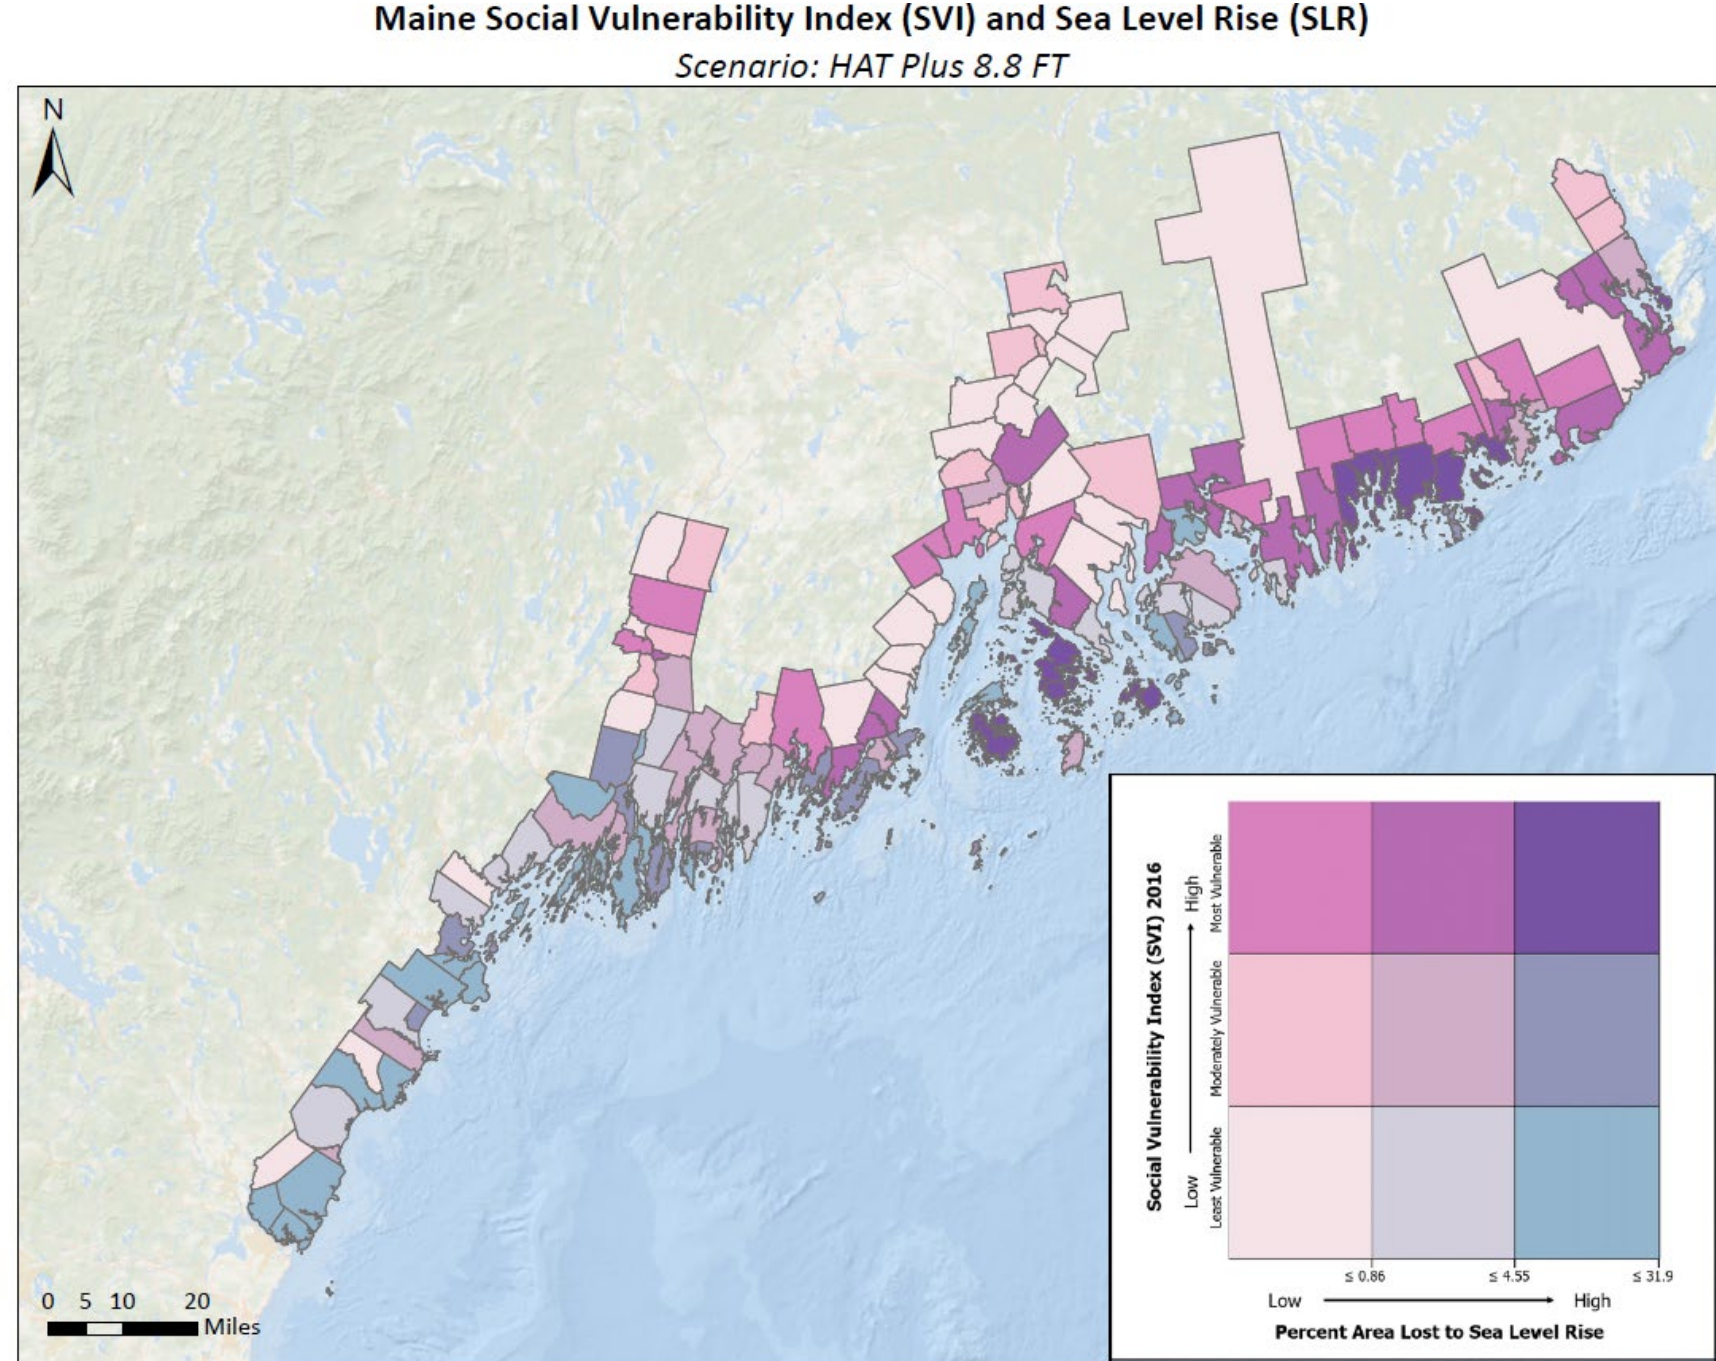 Maine Social Vulnerability Index (SVI) and Sea Level Rise (SLR)
Scenario: HAT Plus 8.8 FT
N
0 5 10 20
Miles
Social Vulnerability Index (SVI) 2016
Low
High
Least Vulnerable
Moderately Vulnerable
Most Vulnerable
≤ 0.86
≤ 4.55
≤ 31.9
Low
High
Percent Area Lost to Sea Level Rise